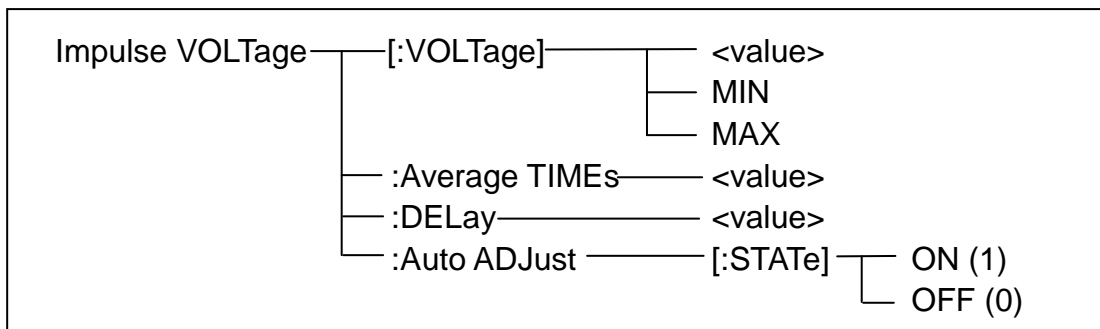 Impulse VOLTage [:VOLTage] <value>
MIN
MAX
:Average TIMEs <value>
:DELay <value>
:Auto ADJust [:STATe] ON (1)
OFF (0)